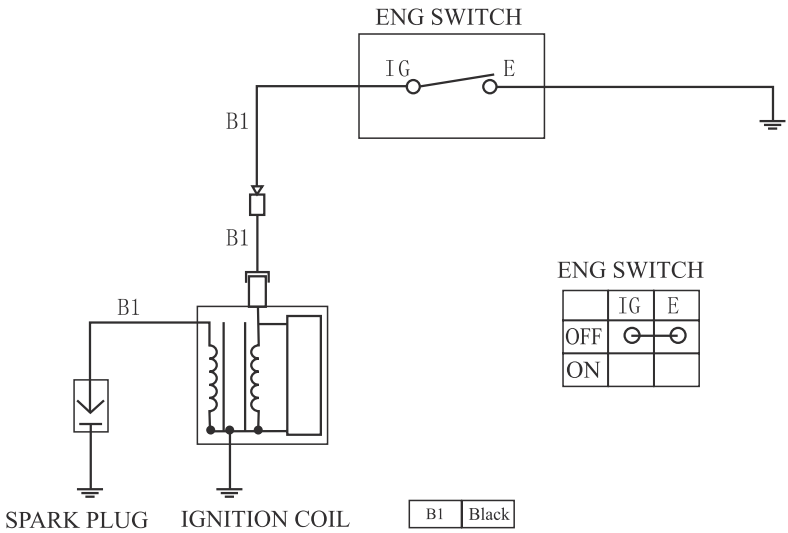 ENG SWITCH
IG E
B1
B1
ENG SWITCH
IG E
B1
OFF
ON
SPARK PLUG
IGNITION COIL
B1 Black